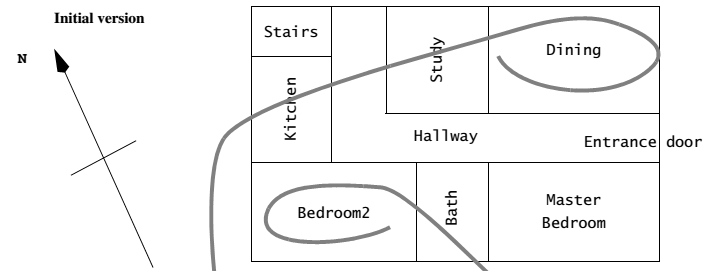 Initial version
N
Stairs
Kitchen
Study
Dining
Hallway
Entrance door
Bedroom2
Bath
Master
Bedroom